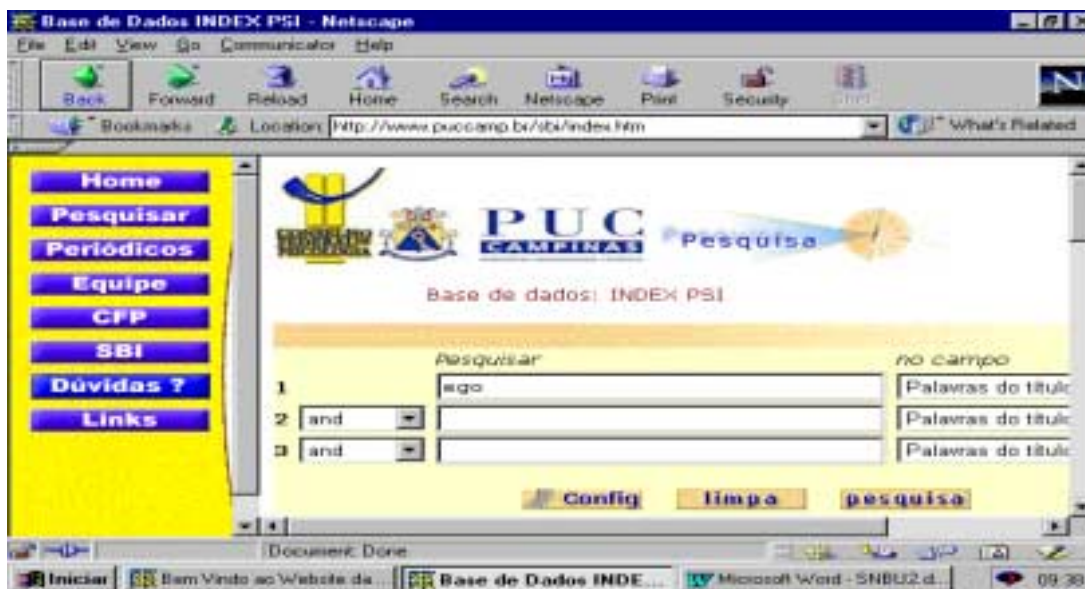 Base de Dados INDEX PSI - Netscape
File Edit View Go Communicator Help
Back Forward Reload Home Search Netscape Print Security
Bookmarks Location: http://www.puccamp.br/sbi/index.htm What's Related
Home
Pesquisar
Periódicos
Equipe
CFP
SBI
Dúvidas ?
Links
PUC
CAMPINAS
Pesquisa
Base de dados: INDEX PSI
Pesquisar no campo
1 ego Palavras do título
2 and Palavras do título
3 and Palavras do título
Config limpa pesquisa
Document: Done
Iniciar Bem Vindo ao Website da ... Base de Dados INDE... Microsoft Word - SNBU2.d... 09:38